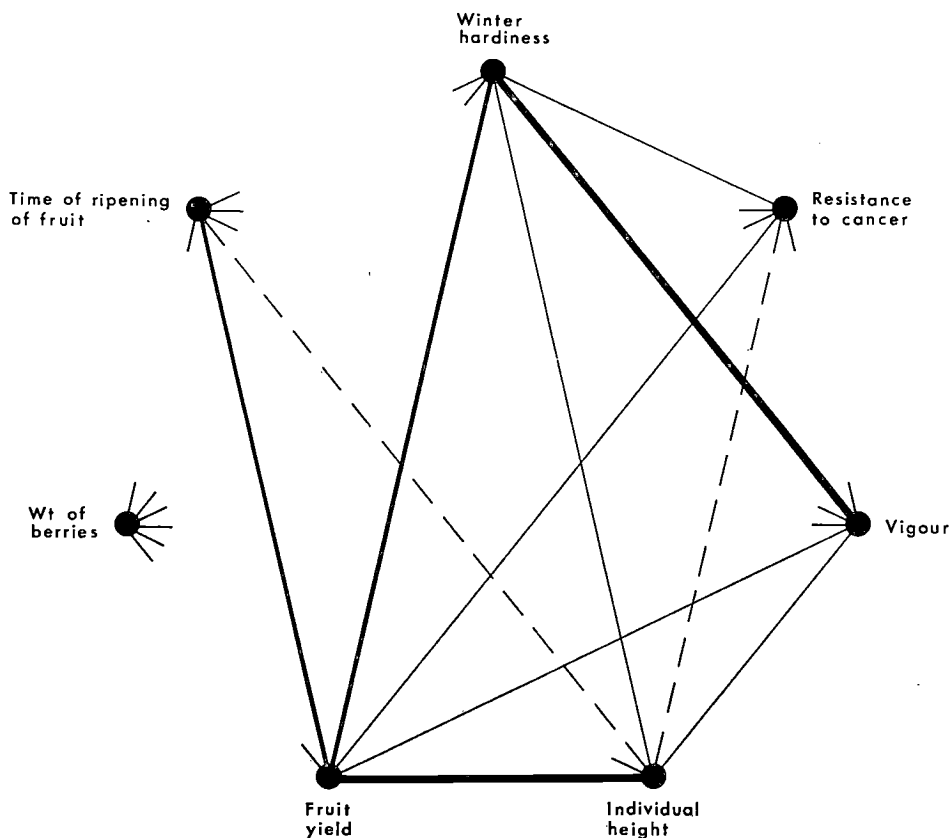 Winter
hardiness
Time of ripening
of fruit
Resistance
to cancer
Wt of
berries
Vigour
Fruit
yield
Individual
height